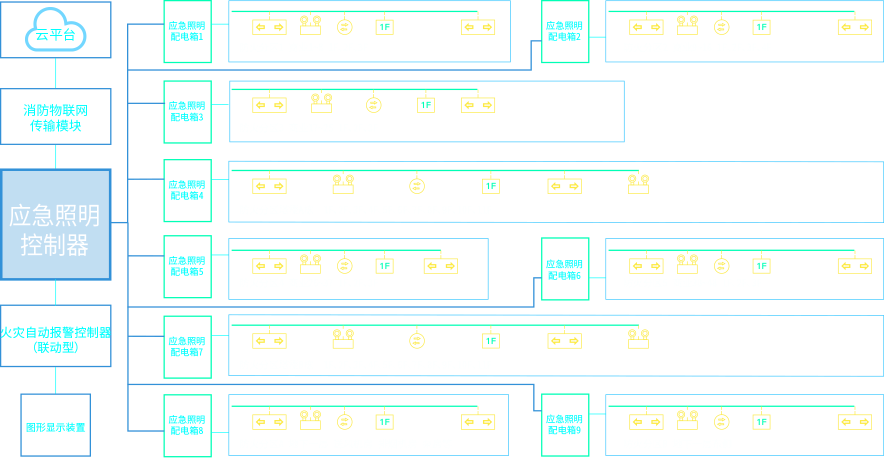 云平台
消防物联网
传输模块
应急照明
控制器
火灾自动报警控制器
(联动型)
图形显示装置
应急照明
配电箱1
1F
应急照明
配电箱2
1F
应急照明
配电箱3
1F
应急照明
配电箱4
1F
应急照明
配电箱5
1F
应急照明
配电箱6
1F
应急照明
配电箱7
1F
应急照明
配电箱8
1F
应急照明
配电箱9
1F